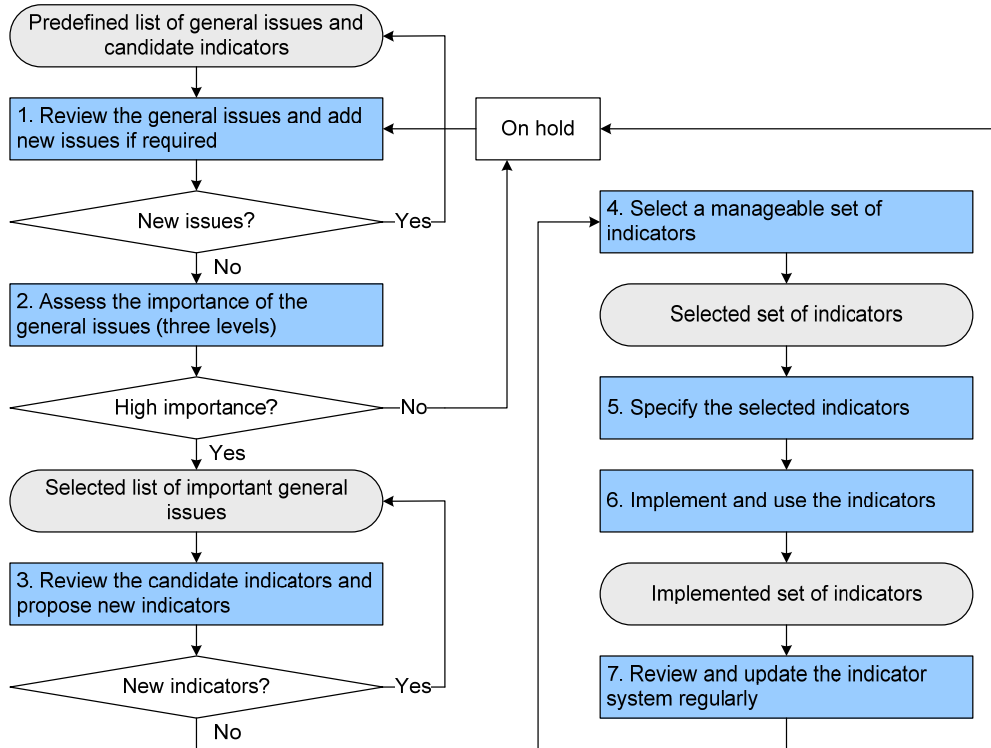 Predefined list of general issues and
candidate indicators
1. Review the general issues and add
new issues if required
On hold
New issues?
Yes
No
2. Assess the importance of the
general issues (three levels)
High importance?
No
Yes
Selected list of important general
issues
3. Review the candidate indicators and
propose new indicators
New indicators?
Yes
No
4. Select a manageable set of
indicators
Selected set of indicators
5. Specify the selected indicators
6. Implement and use the indicators
Implemented set of indicators
7. Review and update the indicator
system regularly